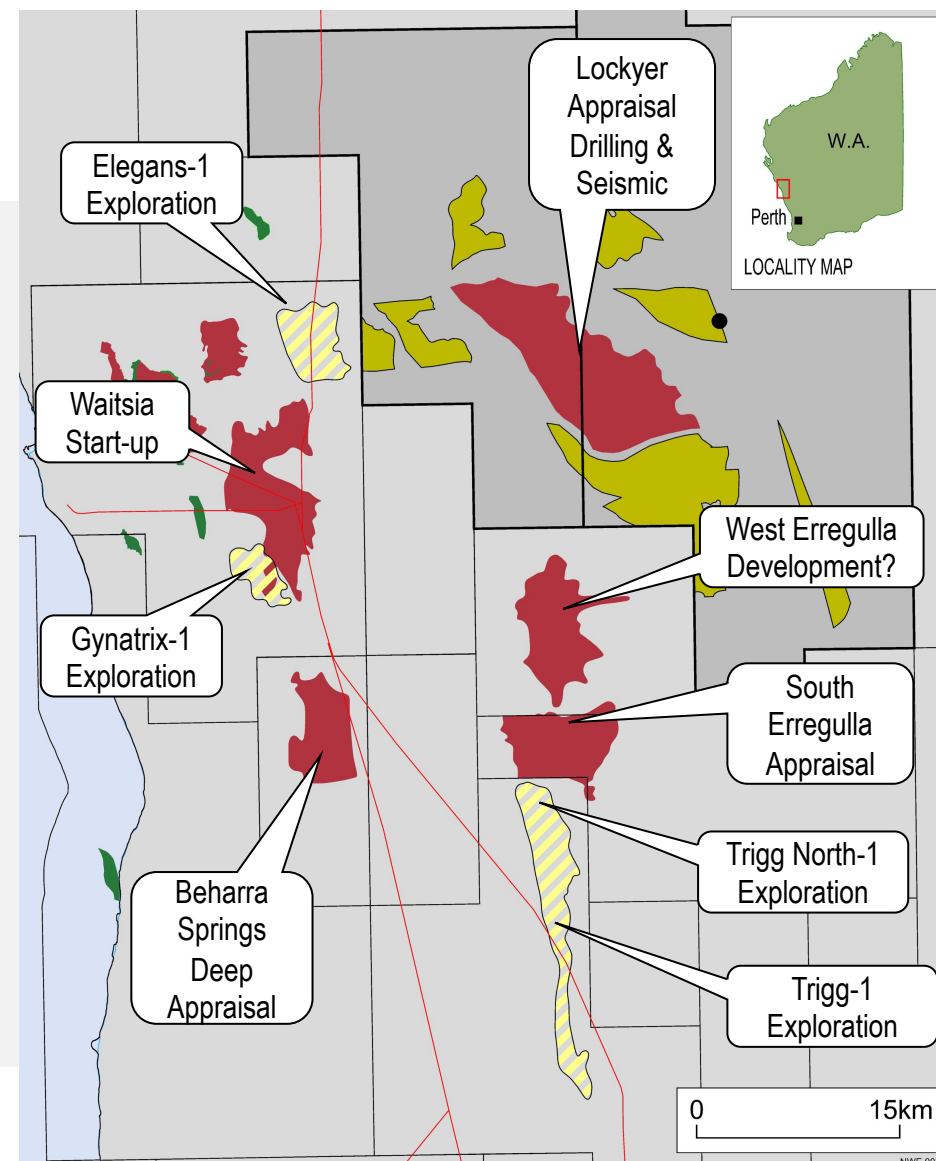 Lockyer
Appraisal
Drilling &
Seismic
W.A.
Perth
LOCALITY MAP
Elegans-1
Exploration
Waitsia
Start-up
Gynatrix-1
Exploration
West Erregulla
Development?
South
Erregulla
Appraisal
Trigg North-1
Exploration
Beharra
Springs
Deep
Appraisal
Trigg-1
Exploration
0 15km